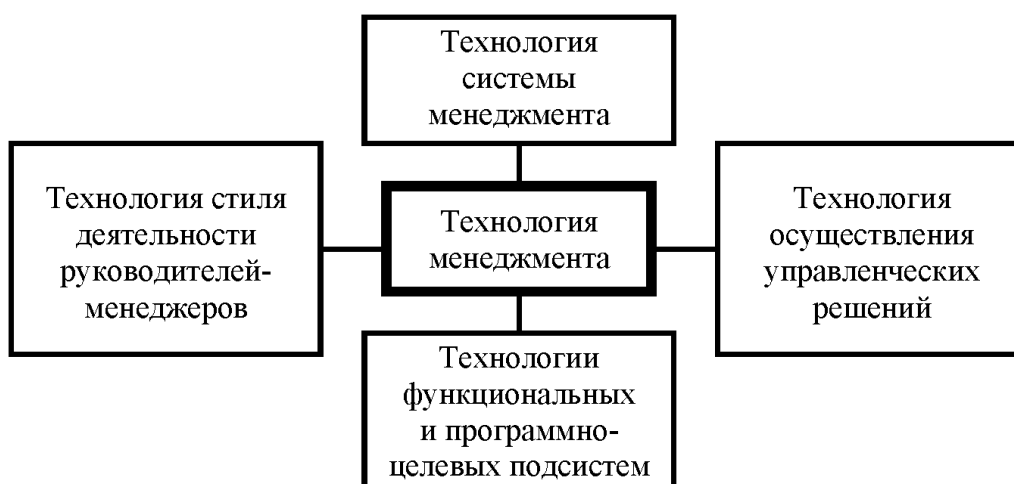 Технология
системы
менеджмента
Технология стиля
деятельности
руководителей-
менеджеров
Технология
менеджмента
Технология
осуществления
управленческих
решений
Технологии
функциональных
и программно-
целевых подсистем